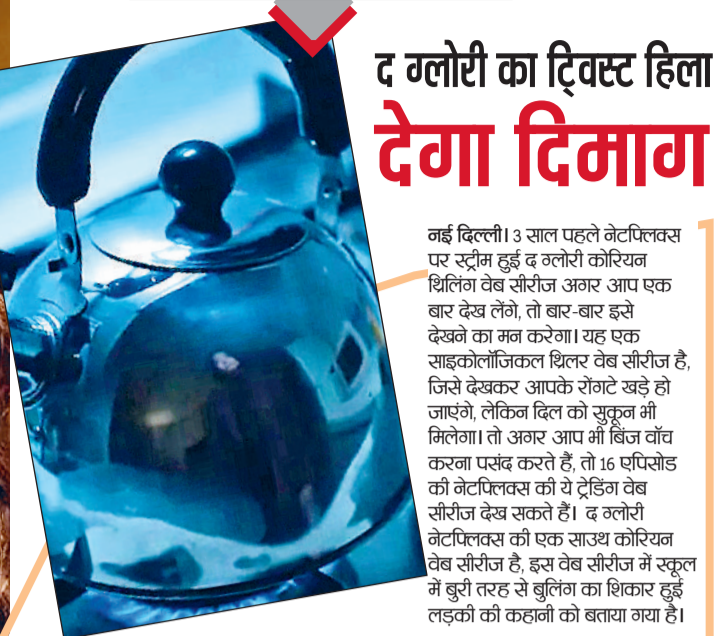 द ग्लोरी का ट्विस्ट हिला
देगा दिमाग
नई दिल्ली। 3 साल पहले नेटफ्लिक्स
पर स्ट्रीम हुई द ग्लोरी कोरियन
थ्रिलिंग वेब सीरीज अगर आप एक
बार देख लेंगे, तो बार-बार इसे
देखने का मन करेगा। यह एक
साइकोलॉजिकल थ्रिलर वेब सीरीज है,
जिसे देखकर आपके रोंगटे खड़े हो
जाएंगे, लेकिन दिल को सुकून भी
मिलेगा। तो अगर आप भी बिंज वॉच
करना पसंद करते हैं, तो 16 एपिसोड
की नेटफ्लिक्स की ये ट्रेडिंग वेब
सीरीज देख सकते हैं। द ग्लोरी
नेटफ्लिक्स की एक साउथ कोरियन
वेब सीरीज है, इस वेब सीरीज में स्कूल
में बुरी तरह से बुलिंग का शिकार हुई
लड़की की कहानी को बताया गया है।